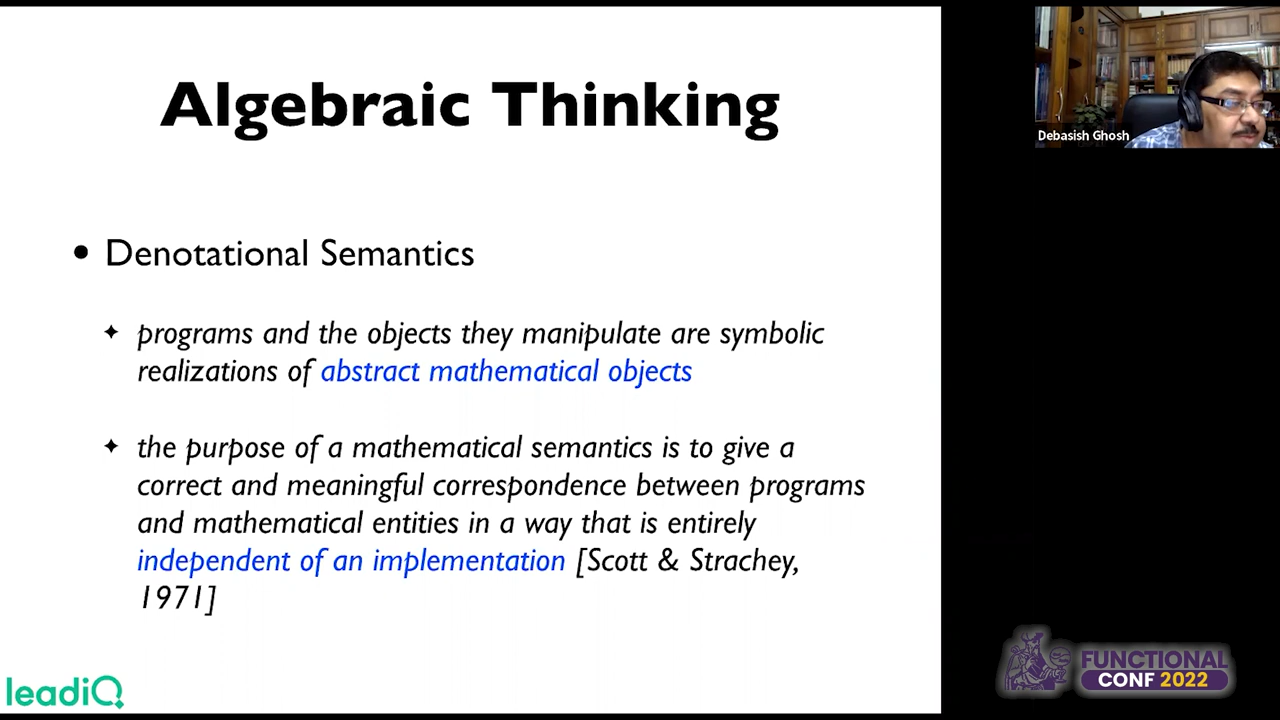 Algebraic Thinking
• Denotational Semantics
✦ programs and the objects they manipulate are symbolic
realizations of abstract mathematical objects
✦ the purpose of a mathematical semantics is to give a
correct and meaningful correspondence between programs
and mathematical entities in a way that is entirely
independent of an implementation [Scott & Strachey,
1971]
leadiQ
Debasish Ghosh
FUNCTIONAL
CONF 2022